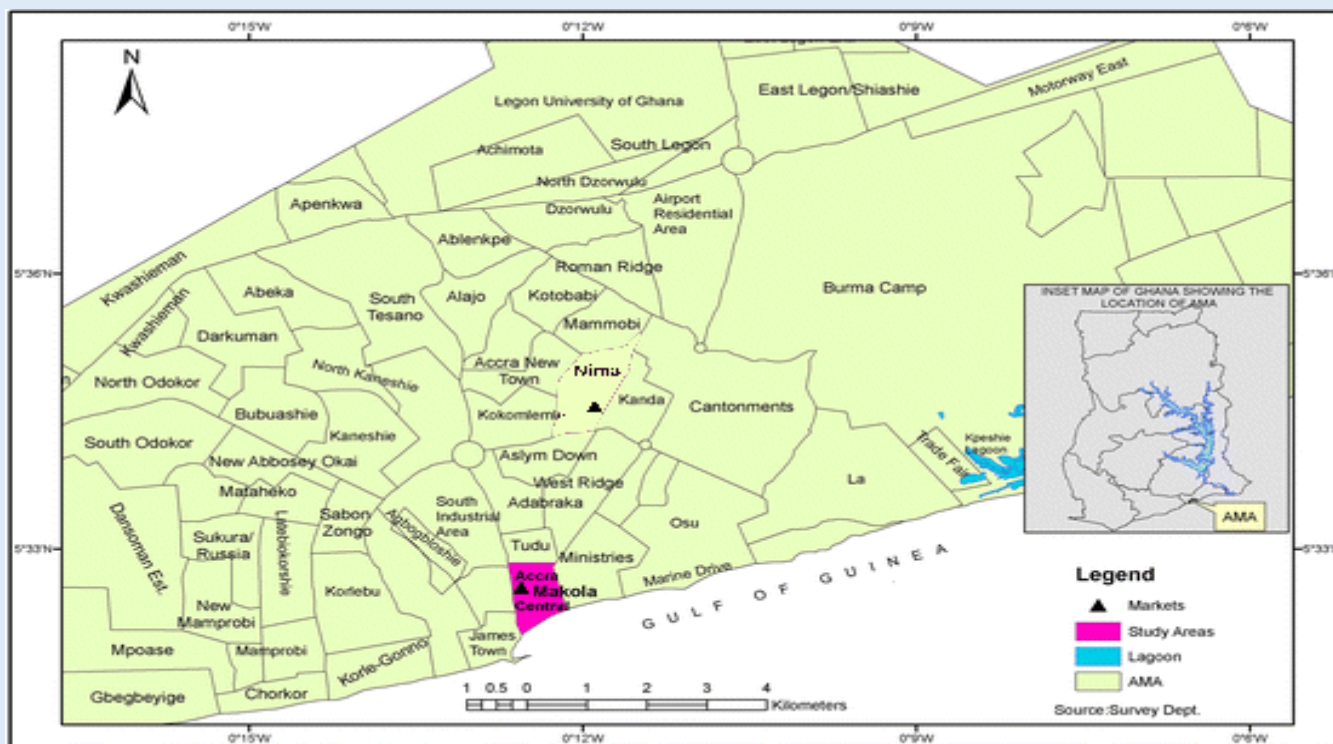 0°15'W
0°12'W
0°9'W
0°6'W
N
Legon University of Ghana
East Legon/Shiashie
Motorway East
Achimota
South Legon
North Dzorwulu
Apenkwa
Dzorwulu
Airport
Residential
Area
Ablenkpe
5°36'N
Kwashieman
Roman Ridge
Abeka
South
Tesano
Alajo
Kotobabi
Burma Camp
INSET MAP OF GHANA SHOWING THE
LOCATION OF AMA
Kwashieman
Darkuman
Mammobi
North Odokor
North Kaneshie
Accra New
Town
Nima
Kanda
Cantonments
Bubuashie
Kokomlemle
Kaneshie
South Odokor
New Abbosey Okai
Aslym Down
Trade Fair
Kpeshie
Lagoon
Mataheko
West Ridge
La
Dansoman Est.
Sabon
Zongo
Agbogbloshie
South
Industrial
Area
Adabraka
Osu
AMA
Sukura/
Russia
Latebiokorshie
Tudu
Ministries
5°33'N
Marine Drive
GULF OF GUINEA
Legend
Accra
Central
Makola
Korlebu
Markets
New
Mamprobi
Study Areas
James
Town
Mpoase
Mamprobi
Korle-Gonno
Lagoon
Gbegbeyige
Chorkor
AMA
1 0.5 0 1 2 3 4
Kilometers
Source:Survey Dept.
0°15'W
0°12'W
0°9'W
0°6'W